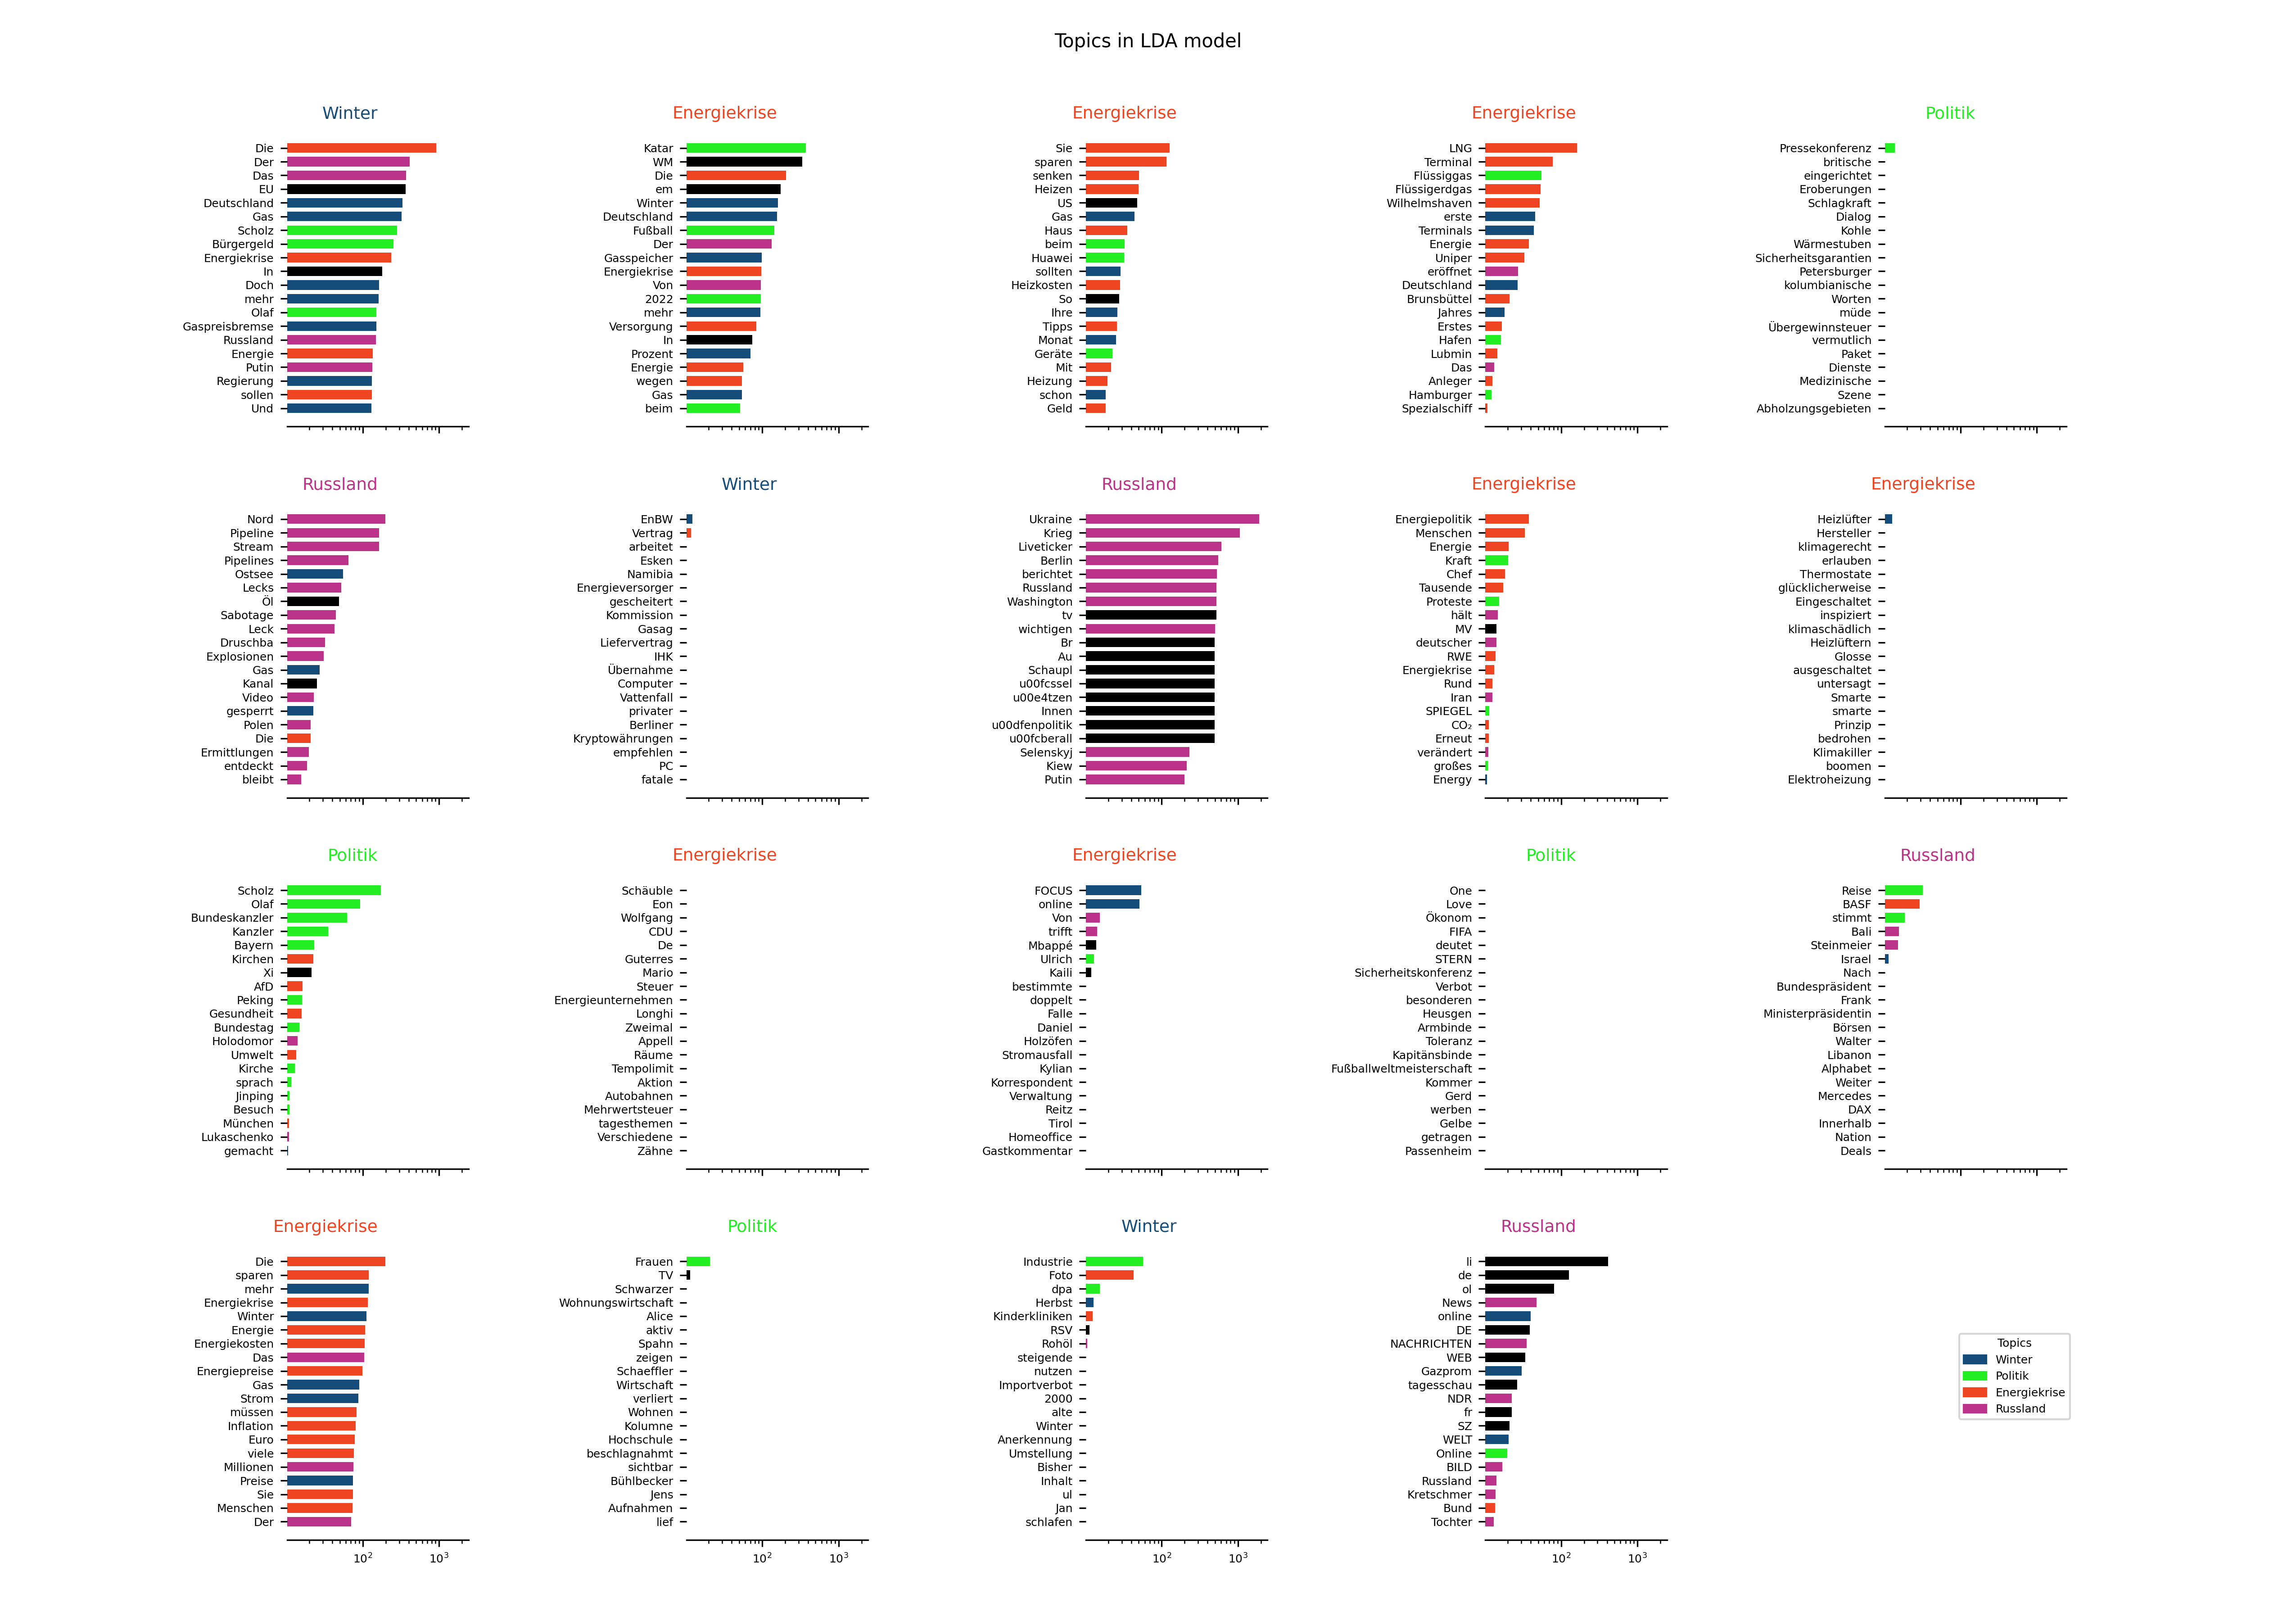 Topics in LDA model
Winter
Die
Der
Das
EU
Deutschland
Gas
Scholz
Bürgergeld
Energiekrise
In
Doch
mehr
Olaf
Gaspreisbremse
Russland
Energie
Putin
Regierung
sollen
Und
Energiekrise
Katar
WM
Die
em
Winter
Deutschland
Fußball
Der
Gasspeicher
Energiekrise
Von
2022
mehr
Versorgung
In
Prozent
Energie
wegen
Gas
beim
Energiekrise
Sie
sparen
senken
Heizen
US
Gas
Haus
beim
Huawei
sollten
Heizkosten
So
Ihre
Tipps
Monat
Geräte
Mit
Heizung
schon
Geld
Energiekrise
LNG
Terminal
Flüssiggas
Flüssigerdgas
Wilhelmshaven
erste
Terminals
Energie
Uniper
eröffnet
Deutschland
Brunsbüttel
Jahres
Erstes
Hafen
Lubmin
Das
Anleger
Hamburger
Spezialschiff
Politik
Pressekonferenz
britische
eingerichtet
Eroberungen
Schlagkraft
Dialog
Kohle
Wärmestuben
Sicherheitsgarantien
Petersburger
kolumbianische
Worten
müde
Übergewinnsteuer
vermutlich
Paket
Dienste
Medizinische
Szene
Abholzungsgebieten
Russland
Nord
Pipeline
Stream
Pipelines
Ostsee
Lecks
Öl
Sabotage
Leck
Druschba
Explosionen
Gas
Kanal
Video
gesperrt
Polen
Die
Ermittlungen
entdeckt
bleibt
Winter
EnBW
Vertrag
arbeitet
Esken
Namibia
Energieversorger
gescheitert
Kommission
Gasag
Liefervertrag
IHK
Übernahme
Computer
Vattenfall
privater
Berliner
Kryptowährungen
empfehlen
PC
fatale
Russland
Ukraine
Krieg
Liveticker
Berlin
berichtet
Russland
Washington
tv
wichtigen
Br
Au
Schaupl
u00fcssel
u00e4tzen
Innen
u00dfenpolitik
u00fcberall
Selenskyj
Kiew
Putin
Energiekrise
Energiepolitik
Menschen
Energie
Kraft
Chef
Tausende
Proteste
hält
MV
deutscher
RWE
Energiekrise
Rund
Iran
SPIEGEL
CO₂
Erneut
verändert
großes
Energy
Energiekrise
Heizlüfter
Hersteller
klimagerecht
erlauben
Thermostate
glücklicherweise
Eingeschaltet
inspiziert
klimaschädlich
Heizlüftern
Glosse
ausgeschaltet
untersagt
Smarte
smarte
Prinzip
bedrohen
Klimakiller
boomen
Elektroheizung
Politik
Scholz
Olaf
Bundeskanzler
Kanzler
Bayern
Kirchen
Xi
AfD
Peking
Gesundheit
Bundestag
Holodomor
Umwelt
Kirche
sprach
Jinping
Besuch
München
Lukaschenko
gemacht
Energiekrise
Schäuble
Eon
Wolfgang
CDU
De
Guterres
Mario
Steuer
Energieunternehmen
Longhi
Zweimal
Appell
Räume
Tempolimit
Aktion
Autobahnen
Mehrwertsteuer
tagesthemen
Verschiedene
Zähne
Energiekrise
FOCUS
online
Von
trifft
Mbappé
Ulrich
Kaili
bestimmte
doppelt
Falle
Daniel
Holzöfen
Stromausfall
Kylian
Korrespondent
Verwaltung
Reitz
Tirol
Homeoffice
Gastkommentar
Politik
One
Love
Ökonom
FIFA
deutet
STERN
Sicherheitskonferenz
Verbot
besonderen
Heusgen
Armbinde
Toleranz
Kapitänsbinde
Fußballweltmeisterschaft
Kommer
Gerd
werben
Gelbe
getragen
Passenheim
Russland
Reise
BASF
stimmt
Bali
Steinmeier
Israel
Nach
Bundespräsident
Frank
Ministerpräsidentin
Börsen
Walter
Libanon
Alphabet
Weiter
Mercedes
DAX
Innerhalb
Nation
Deals
Energiekrise
Die
sparen
mehr
Energiekrise
Winter
Energie
Energiekosten
Das
Energiepreise
Gas
Strom
müssen
Inflation
Euro
viele
Millionen
Preise
Sie
Menschen
Der
10² 10³
Politik
Frauen
TV
Schwarzer
Wohnungswirtschaft
Alice
aktiv
Spahn
zeigen
Schaeffler
Wirtschaft
verliert
Wohnen
Kolumne
Hochschule
beschlagnahmt
sichtbar
Bühlbecker
Jens
Aufnahmen
lief
10² 10³
Winter
Industrie
Foto
dpa
Herbst
Kinderkliniken
RSV
Rohöl
steigende
nutzen
Importverbot
2000
alte
Winter
Anerkennung
Umstellung
Bisher
Inhalt
ul
Jan
schlafen
10² 10³
Russland
li
de
ol
News
online
DE
NACHRICHTEN
WEB
Gazprom
tagesschau
NDR
fr
SZ
WELT
Online
BILD
Russland
Kretschmer
Bund
Tochter
10² 10³
Topics
Winter
Politik
Energiekrise
Russland